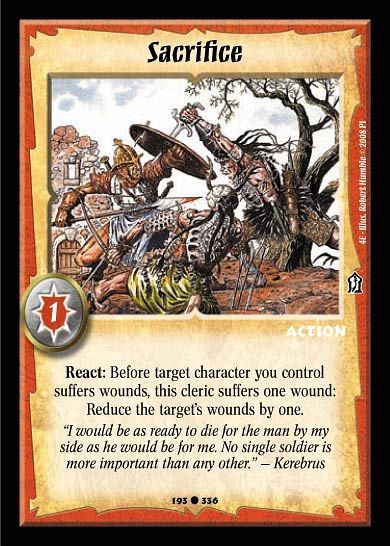 Sacrifice
4E • Illus. Robert Humble © 2008 PI
1
ACTION
React: Before target character you control
suffers wounds, this cleric suffers one wound:
Reduce the target's wounds by one.
“I would be as ready to die for the man by my
side as he would be for me. No single soldier is
more important than any other.” – Kerebrus
193 ● 336